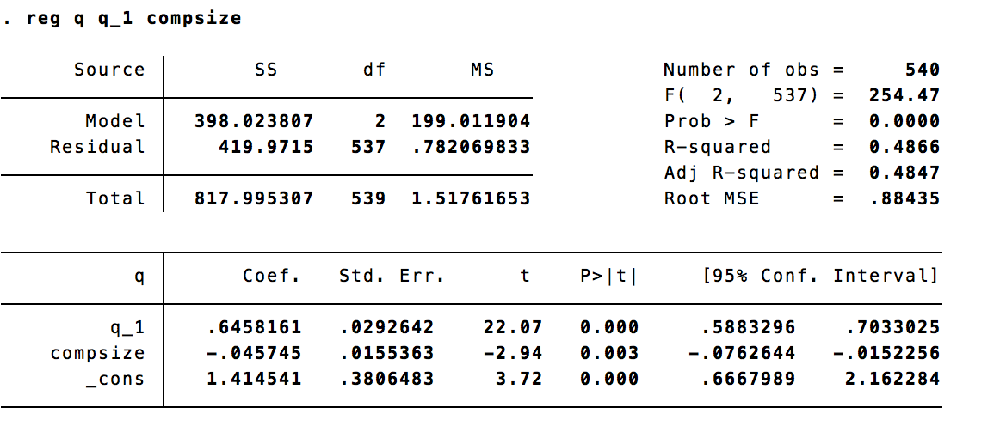 . reg q q_1 compsize
Source SS df MS Number of obs = 540
F( 2, 537) = 254.47
Model 398.023807 2 199.011904 Prob > F = 0.0000
Residual 419.9715 537 .782069833 R-squared = 0.4866
Adj R-squared = 0.4847
Total 817.995307 539 1.51761653 Root MSE = .88435
q Coef. Std. Err. t P>|t| [95% Conf. Interval]
q_1 .6458161 .0292642 22.07 0.000 .5883296 .7033025
compsize -.045745 .0155363 -2.94 0.003 -.0762644 -.0152256
_cons 1.414541 .3806483 3.72 0.000 .6667989 2.162284